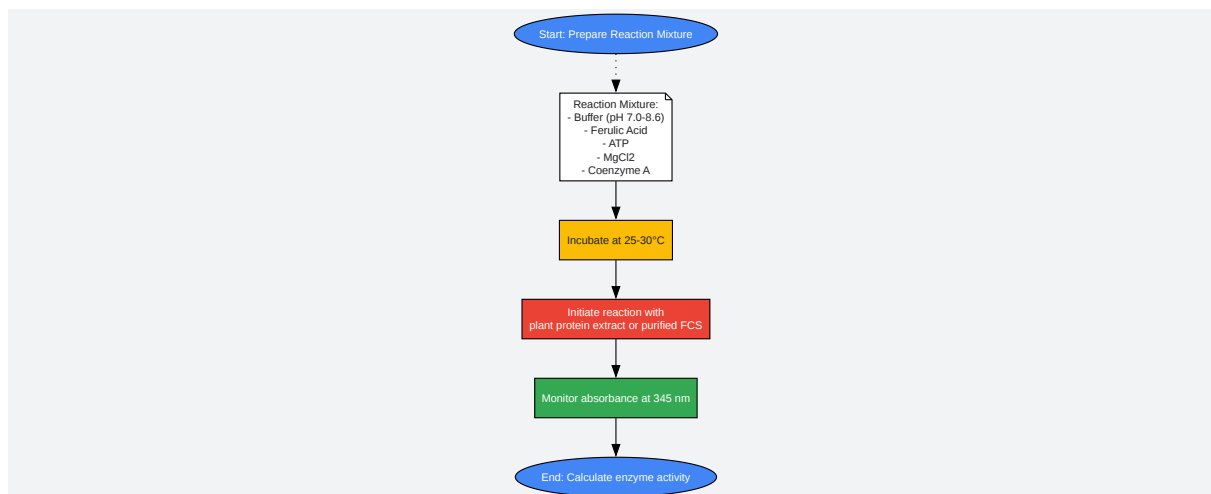 Start: Prepare Reaction Mixture
Reaction Mixture:
- Buffer (pH 7.0-8.6)
- Ferulic Acid
- ATP
- MgCl2
- Coenzyme A
Incubate at 25-30°C
Initiate reaction with
plant protein extract or purified FCS
Monitor absorbance at 345 nm
End: Calculate enzyme activity